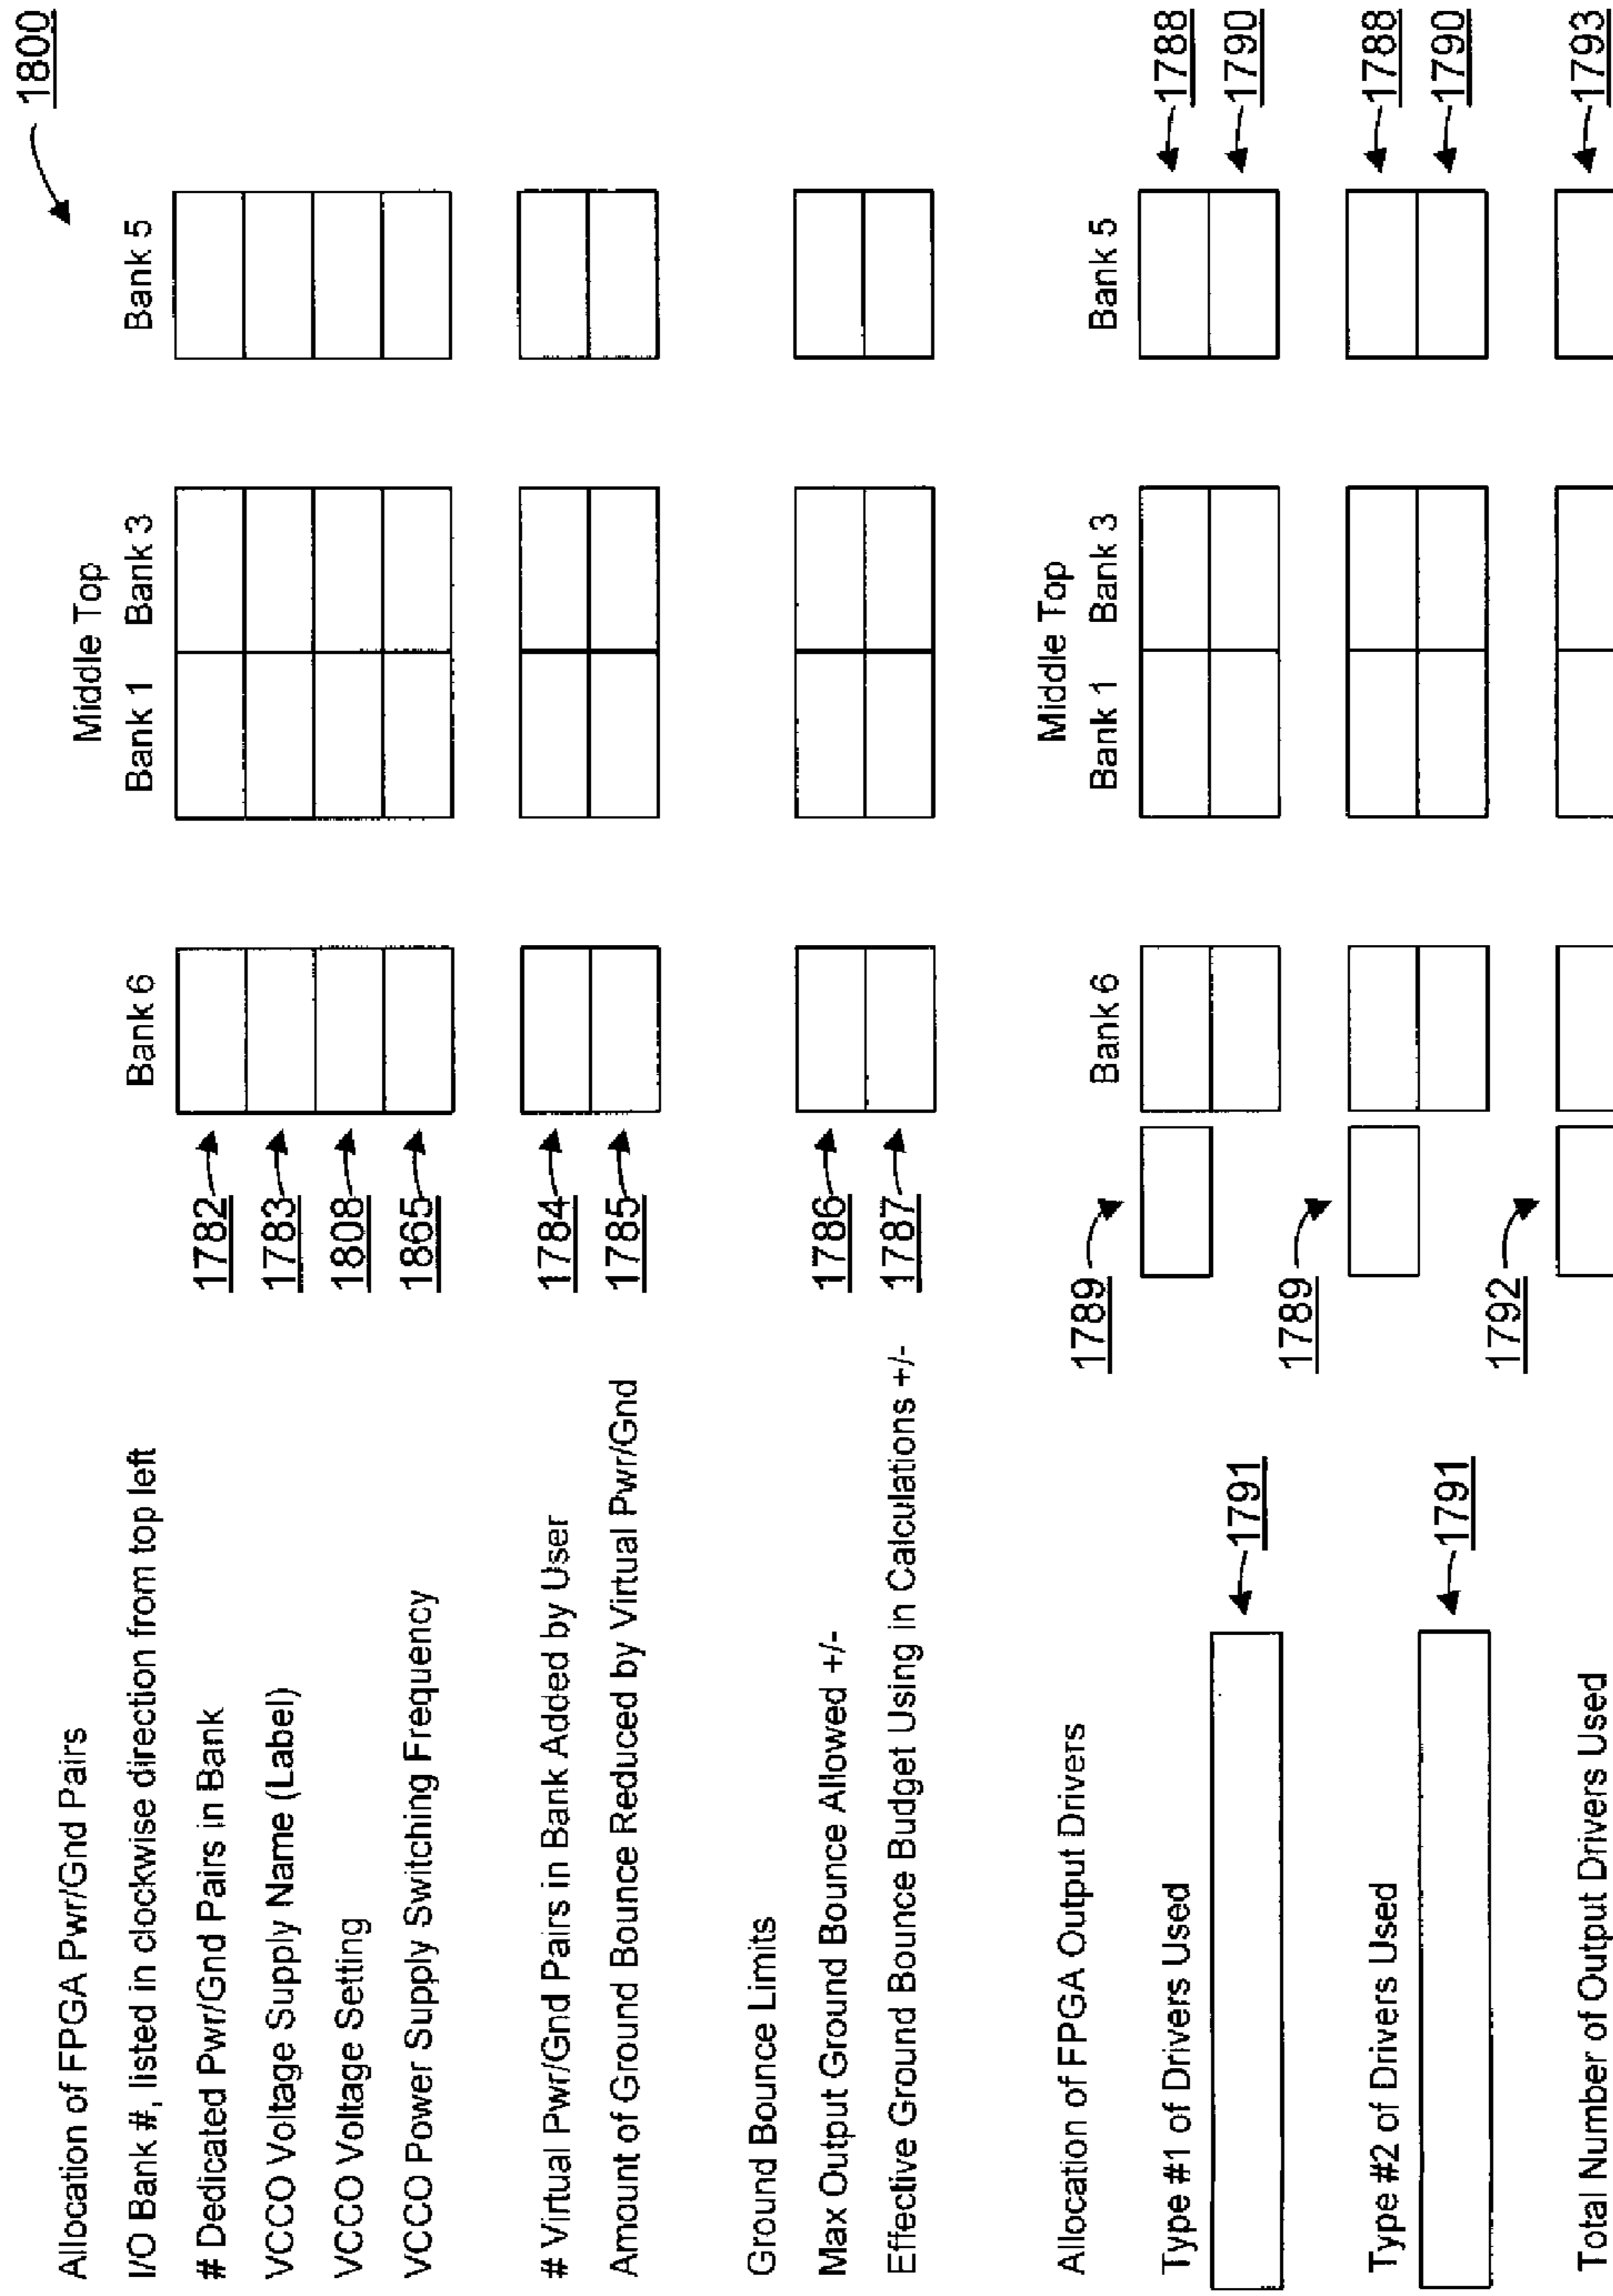 1800
Middle Top
Allocation of FPGA Pwr/Gnd Pairs
I/O Bank #, listed in clockwise direction from top left
Bank 6
Bank 1
Bank 3
Bank 5
# Dedicated Pwr/Gnd Pairs in Bank
1782
VCCO Voltage Supply Name (Label)
1783
VCCO Voltage Setting
1808
VCCO Power Supply Switching Frequency
1865
# Virtual Pwr/Gnd Pairs in Bank Added by User
1784
Amount of Ground Bounce Reduced by Virtual Pwr/Gnd
1785
Ground Bounce Limits
Max Output Ground Bounce Allowed +/-
1786
Effective Ground Bounce Budget Using in Calculations +/-
1787
Middle Top
Allocation of FPGA Output Drivers
1789
Bank 6
Bank 1
Bank 3
Bank 5
Type #1 of Drivers Used
1788
1791
1790
1789
Type #2 of Drivers Used
1788
1791
1790
1792
Total Number of Output Drivers Used
1793